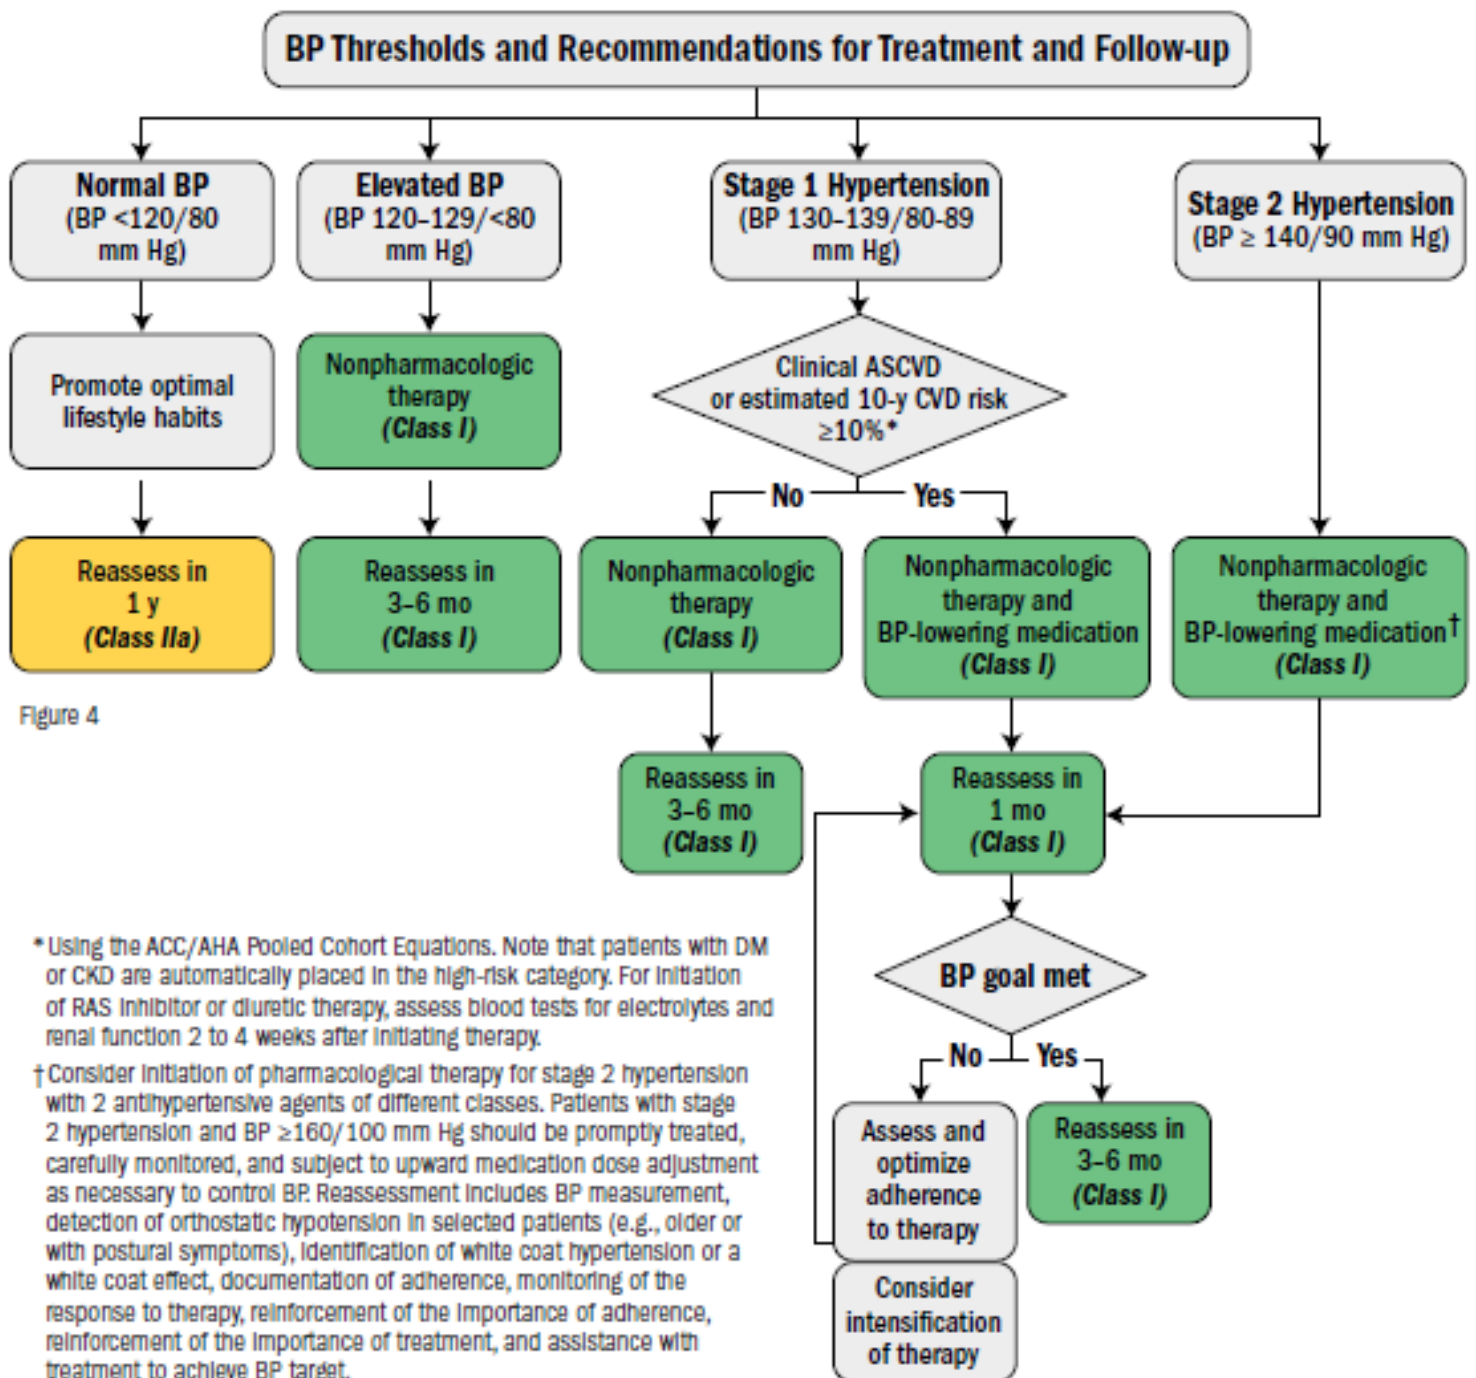 BP Thresholds and Recommendations for Treatment and Follow-up
Normal BP
(BP <120/80
mm Hg)
Elevated BP
(BP 120–129/<80
mm Hg)
Stage 1 Hypertension
(BP 130–139/80-89
mm Hg)
Stage 2 Hypertension
(BP ≥ 140/90 mm Hg)
Promote optimal
lifestyle habits
Nonpharmacologic
therapy
(Class I)
Clinical ASCVD
or estimated 10-y CVD risk
≥10%*
No
Yes
Reassess in
1 y
(Class IIa)
Reassess in
3–6 mo
(Class I)
Nonpharmacologic
therapy
(Class I)
Nonpharmacologic
therapy and
BP-lowering medication
(Class I)
Nonpharmacologic
therapy and
BP-lowering medication†
(Class I)
Figure 4
Reassess in
3–6 mo
(Class I)
Reassess in
1 mo
(Class I)
BP goal met
No
Yes
Assess and
optimize
adherence
to therapy
Reassess in
3–6 mo
(Class I)
Consider
intensification
of therapy
* Using the ACC/AHA Pooled Cohort Equations. Note that patients with DM
or CKD are automatically placed in the high-risk category. For initiation
of RAS inhibitor or diuretic therapy, assess blood tests for electrolytes and
renal function 2 to 4 weeks after initiating therapy.
† Consider initiation of pharmacological therapy for stage 2 hypertension
with 2 antihypertensive agents of different classes. Patients with stage
2 hypertension and BP ≥160/100 mm Hg should be promptly treated,
carefully monitored, and subject to upward medication dose adjustment
as necessary to control BP. Reassessment includes BP measurement,
detection of orthostatic hypotension in selected patients (e.g., older or
with postural symptoms), identification of white coat hypertension or a
white coat effect, documentation of adherence, monitoring of the
response to therapy, reinforcement of the importance of adherence,
reinforcement of the importance of treatment, and assistance with
treatment to achieve BP target.